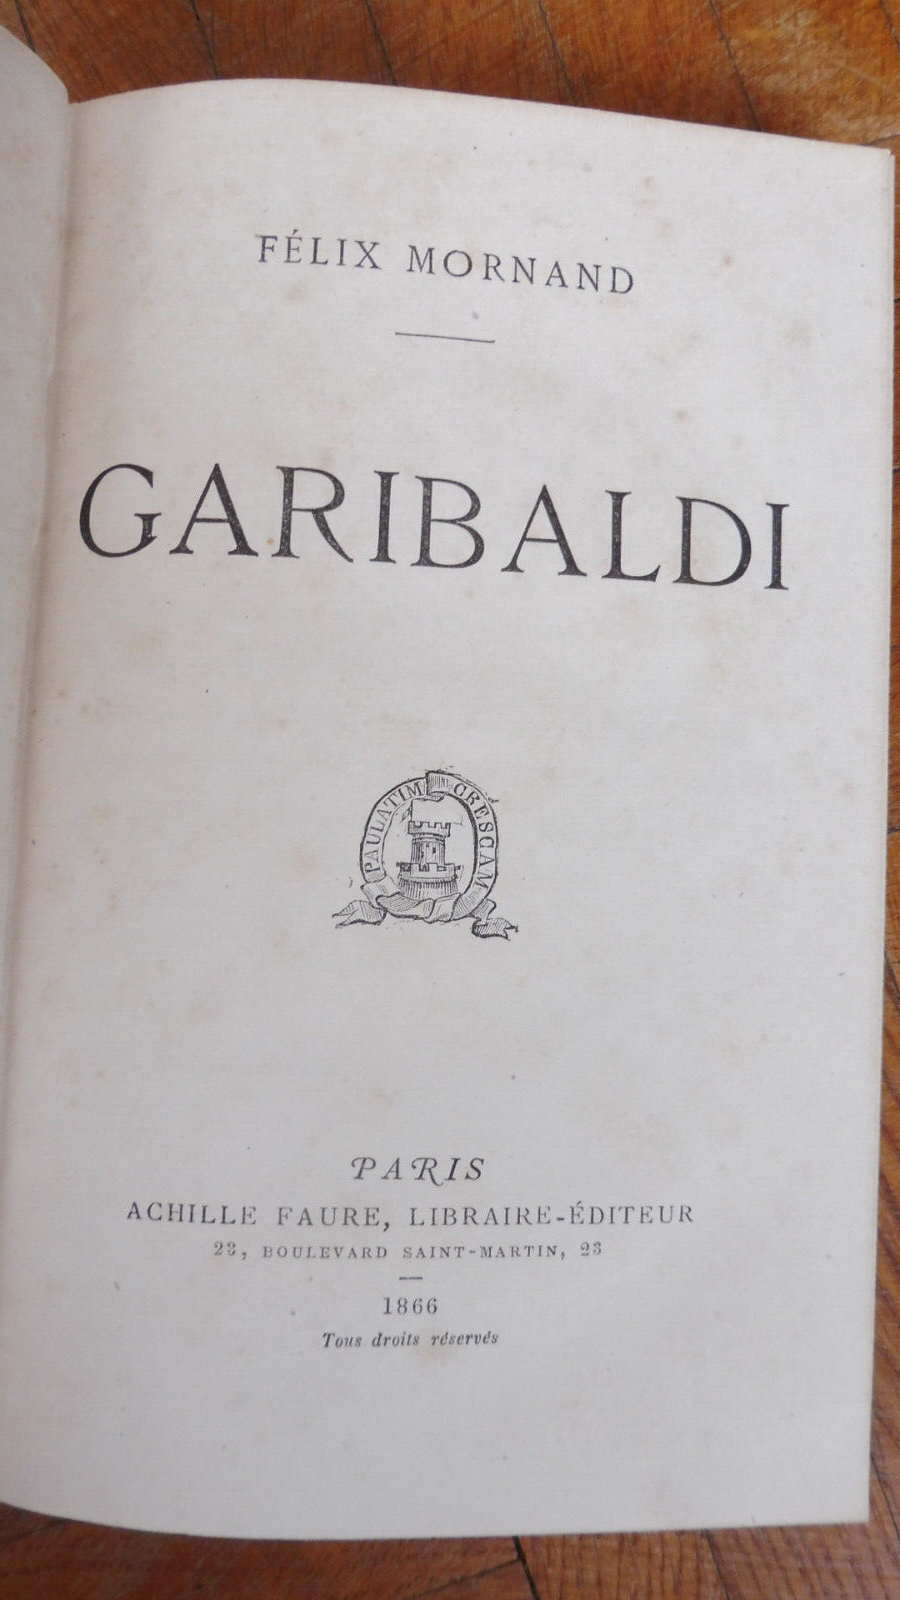 FÉLIX MORNAND
GARIBALDI
PAULATIM CRESCAM
PARIS
ACHILLE FAURE, LIBRAIRE-ÉDITEUR
23, BOULEVARD SAINT-MARTIN, 23
1866
Tous droits réservés